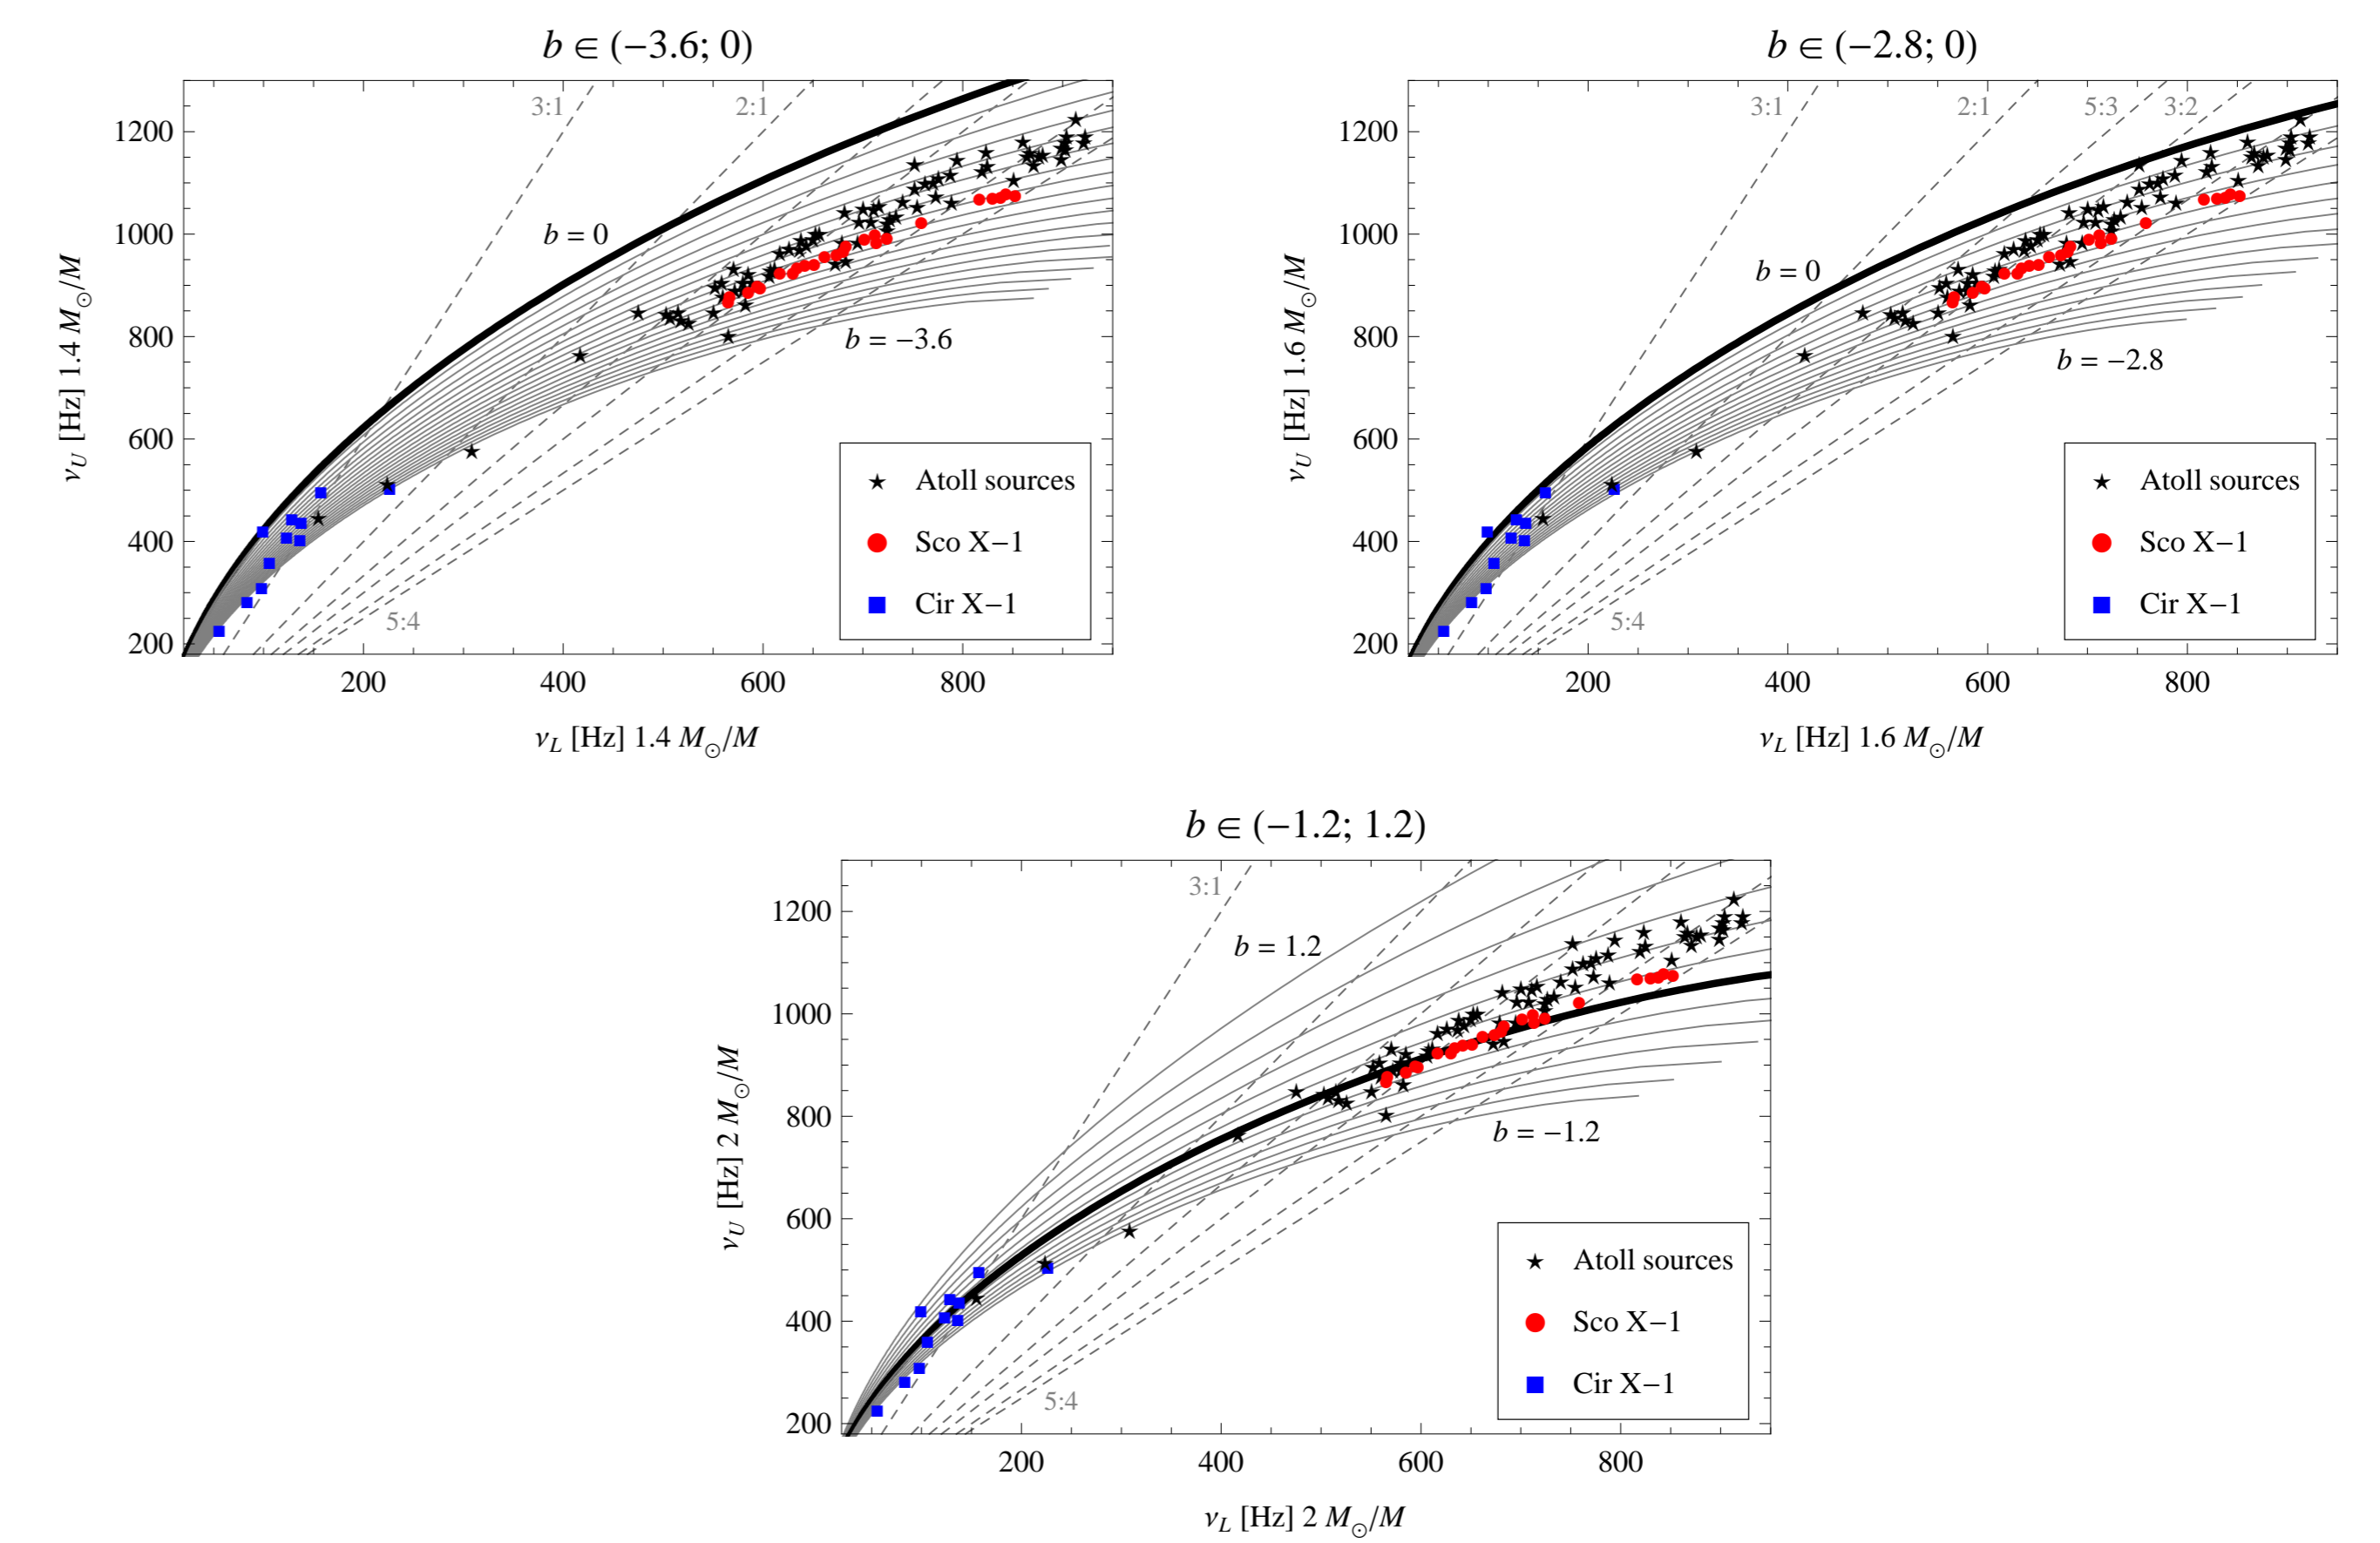 b ∈ (−3.6; 0)
3:1
2:1
b = 0
b = −3.6
5:4
1200
1000
800
600
400
200
ν_U [Hz] 1.4 M_⊙/M
Atoll sources
Sco X−1
Cir X−1
200 400 600 800
ν_L [Hz] 1.4 M_⊙/M
b ∈ (−2.8; 0)
3:1
2:1
5:3
3:2
b = 0
b = −2.8
5:4
1200
1000
800
600
400
200
ν_U [Hz] 1.6 M_⊙/M
Atoll sources
Sco X−1
Cir X−1
200 400 600 800
ν_L [Hz] 1.6 M_⊙/M
b ∈ (−1.2; 1.2)
3:1
b = 1.2
b = −1.2
5:4
1200
1000
800
600
400
200
ν_U [Hz] 2 M_⊙/M
Atoll sources
Sco X−1
Cir X−1
200 400 600 800
ν_L [Hz] 2 M_⊙/M